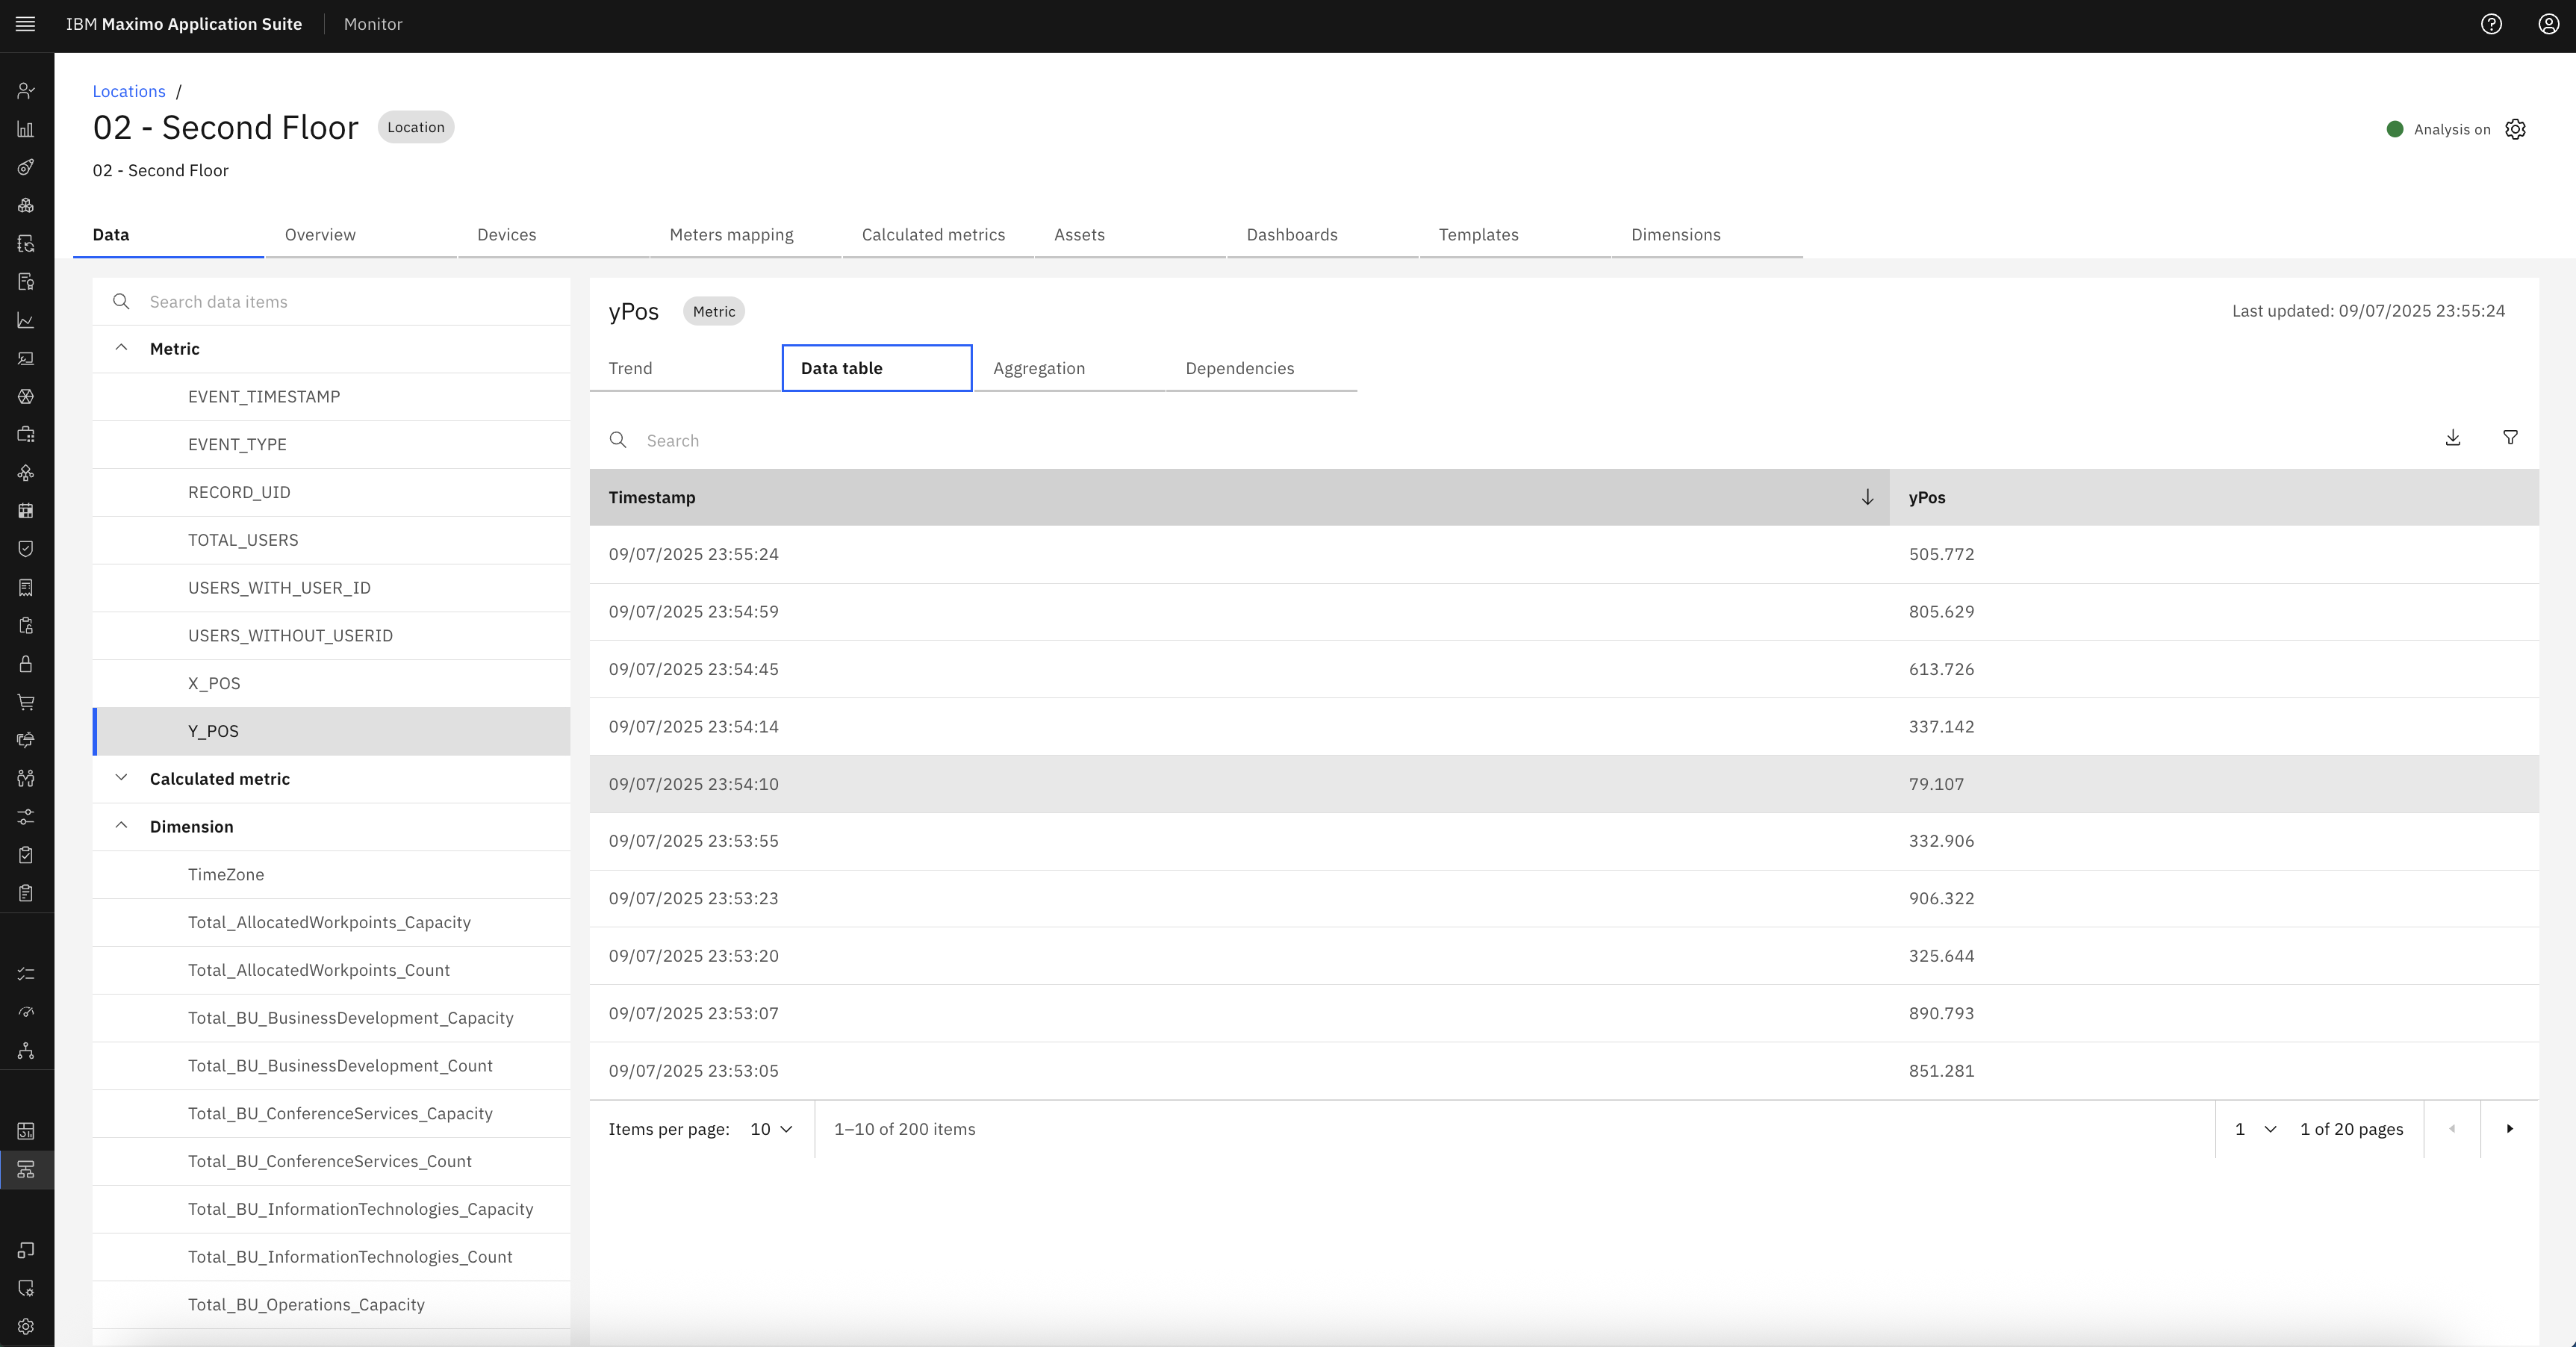 IBM Maximo Application Suite
Monitor
Locations /
02 - Second Floor
Location
Analysis on
02 - Second Floor
Data
Overview
Devices
Meters mapping
Calculated metrics
Assets
Dashboards
Templates
Dimensions
Search data items
Metric
EVENT_TIMESTAMP
EVENT_TYPE
RECORD_UID
TOTAL_USERS
USERS_WITH_USER_ID
USERS_WITHOUT_USERID
X_POS
Y_POS
Calculated metric
Dimension
TimeZone
Total_AllocatedWorkpoints_Capacity
Total_AllocatedWorkpoints_Count
Total_BU_BusinessDevelopment_Capacity
Total_BU_BusinessDevelopment_Count
Total_BU_ConferenceServices_Capacity
Total_BU_ConferenceServices_Count
Total_BU_InformationTechnologies_Capacity
Total_BU_InformationTechnologies_Count
Total_BU_Operations_Capacity
yPos
Metric
Last updated: 09/07/2025 23:55:24
Trend
Data table
Aggregation
Dependencies
Search
Timestamp yPos
09/07/2025 23:55:24 505.772
09/07/2025 23:54:59 805.629
09/07/2025 23:54:45 613.726
09/07/2025 23:54:14 337.142
09/07/2025 23:54:10 79.107
09/07/2025 23:53:55 332.906
09/07/2025 23:53:23 906.322
09/07/2025 23:53:20 325.644
09/07/2025 23:53:07 890.793
09/07/2025 23:53:05 851.281
Items per page: 10
1–10 of 200 items
1
1 of 20 pages